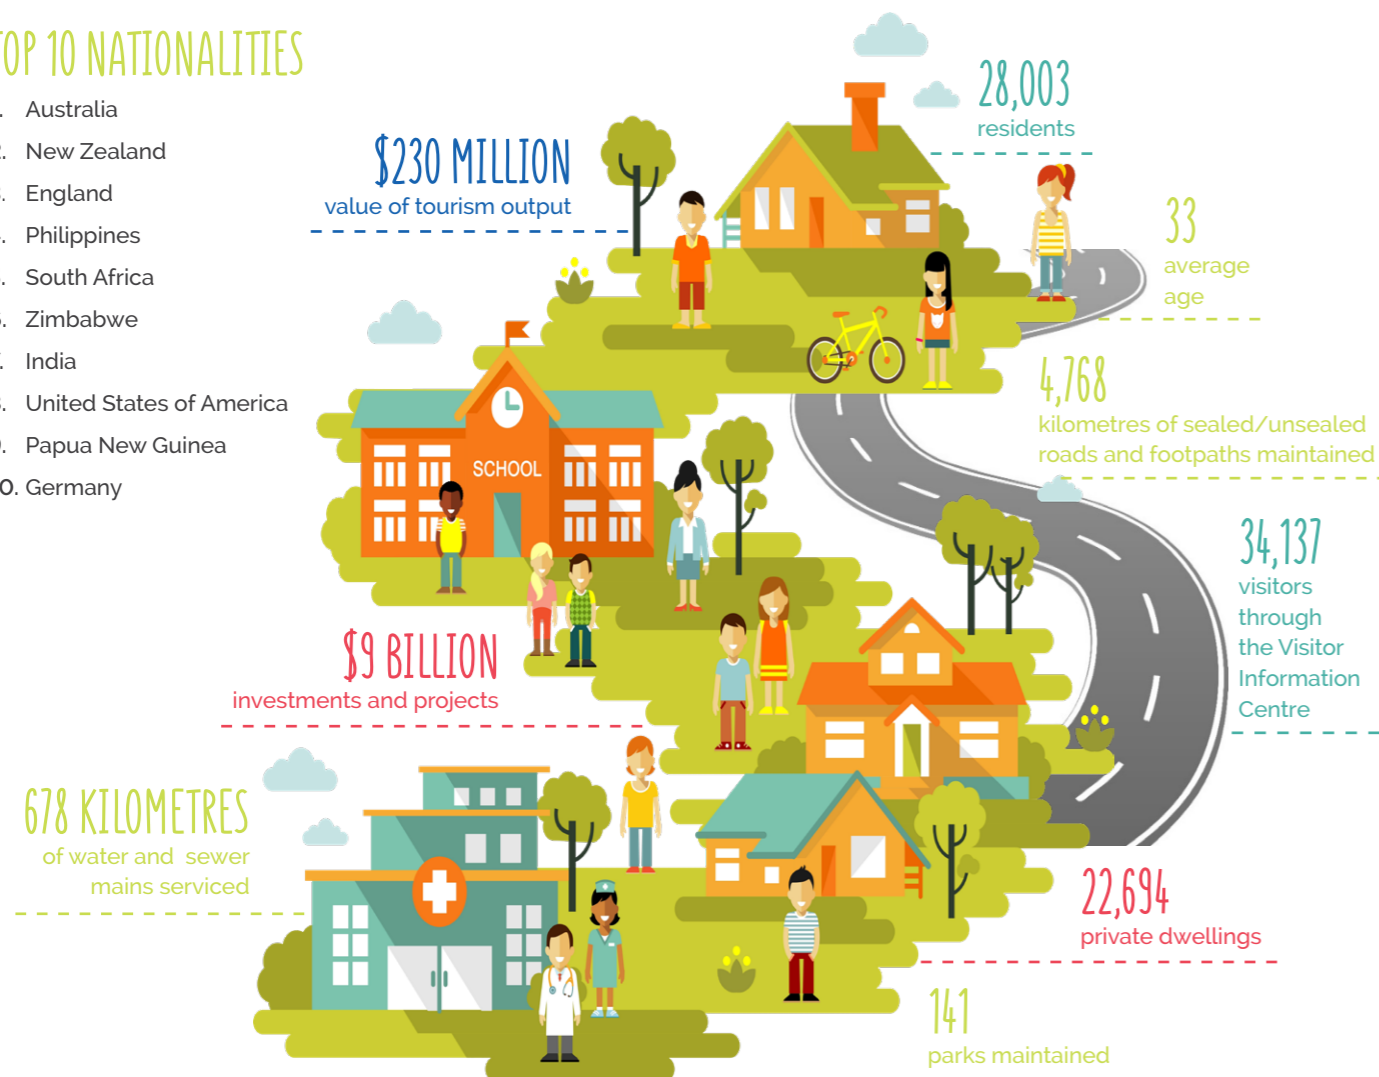 TOP 10 NATIONALITIES
. Australia
. New Zealand
. England
. Philippines
. South Africa
. Zimbabwe
. India
. United States of America
. Papua New Guinea
0. Germany
28,003
residents
$230 MILLION
value of tourism output
33
average
age
4,768
kilometres of sealed/unsealed
roads and footpaths maintained
SCHOOL
34,137
visitors
through
the Visitor
Information
Centre
$9 BILLION
investments and projects
678 KILOMETRES
of water and sewer
mains serviced
22,694
private dwellings
141
parks maintained